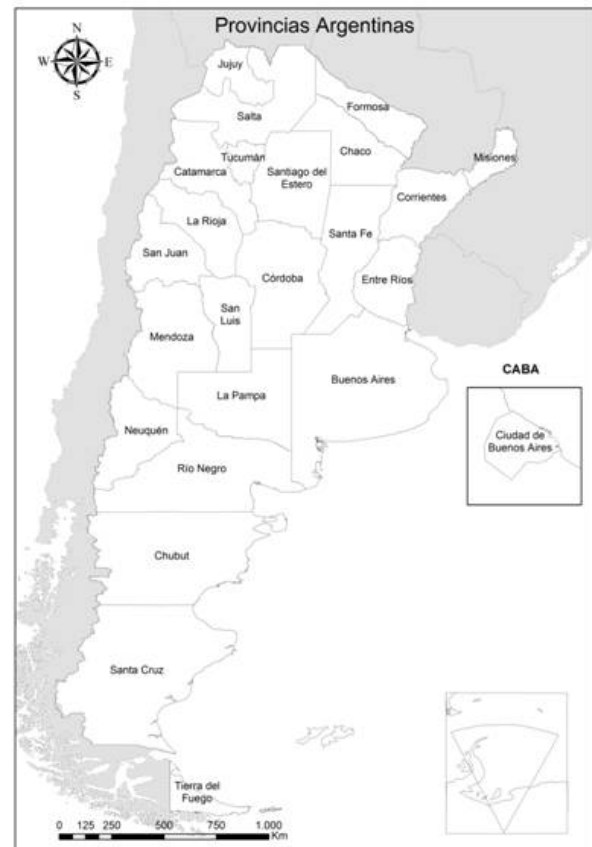 Provincias Argentinas
N
W
E
S
Jujuy
Salta
Formosa
Chaco
Misiones
Tucumán
Catamarca
Santiago del
Estero
Corrientes
La Rioja
Santa Fe
San Juan
Córdoba
Entre Ríos
San
Luis
Mendoza
CABA
Buenos Aires
La Pampa
Neuquén
Ciudad de
Buenos Aires
Río Negro
Chubut
Santa Cruz
Tierra del
Fuego
0 125 250 500 750 1.000
Km